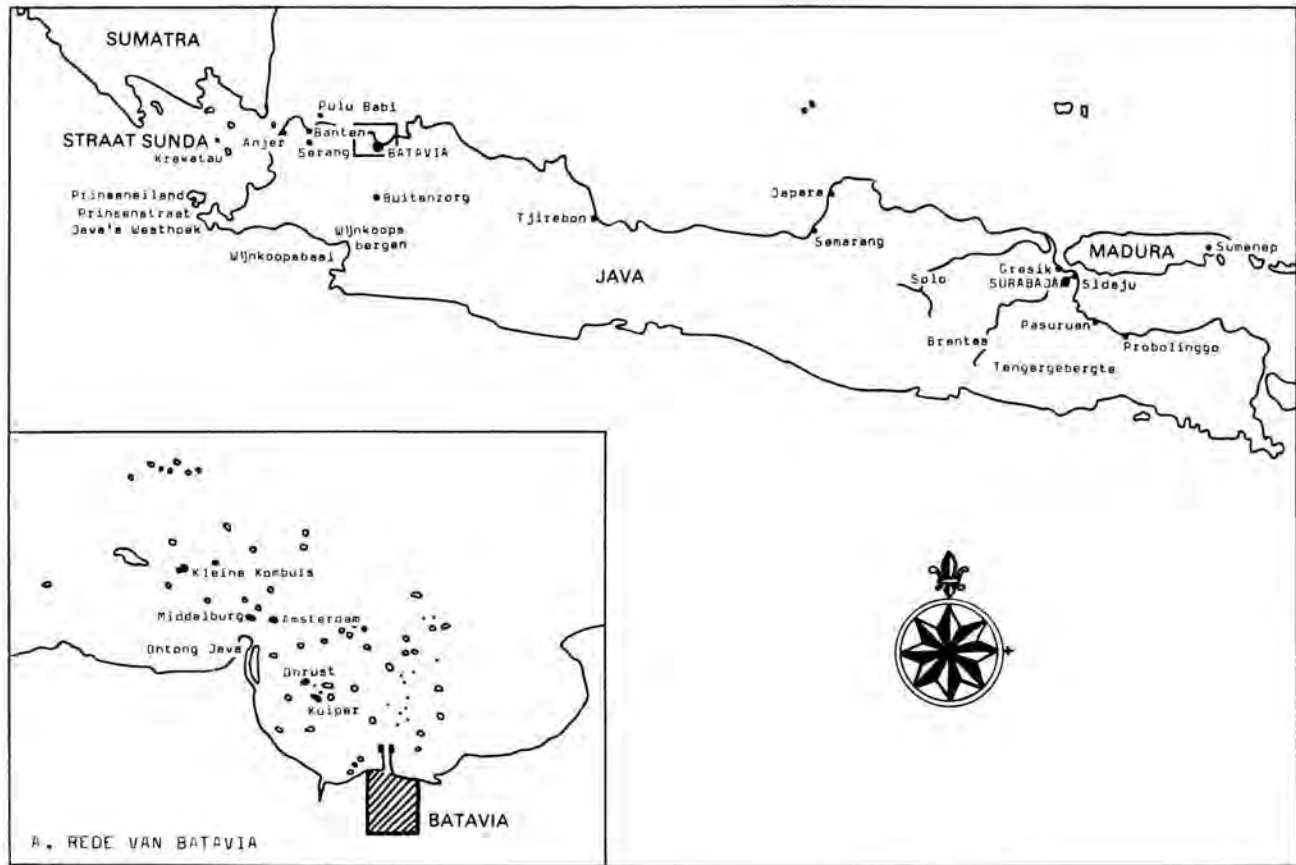 SUMATRA
Pulu Babi
STRAAT SUNDA
Anjer
Banten
Krakatau
Serang
BATAVIA
Prinseneiland
Buitenzorg
Japara
Prinsenstraat
Tjirebon
Java's Westhoek
Wijnkoops
bergen
Semarang
MADURA
Sumenep
Wijnkoopsbaai
JAVA
Gresik
Solo
SURABAJA
Sidaju
Pasuruan
Brantas
Probolinggo
Tengergebergte
Kleine Kombuis
Middelburg
Amsterdam
Ontong Java
Onrust
Kuiper
BATAVIA
A. REDE VAN BATAVIA